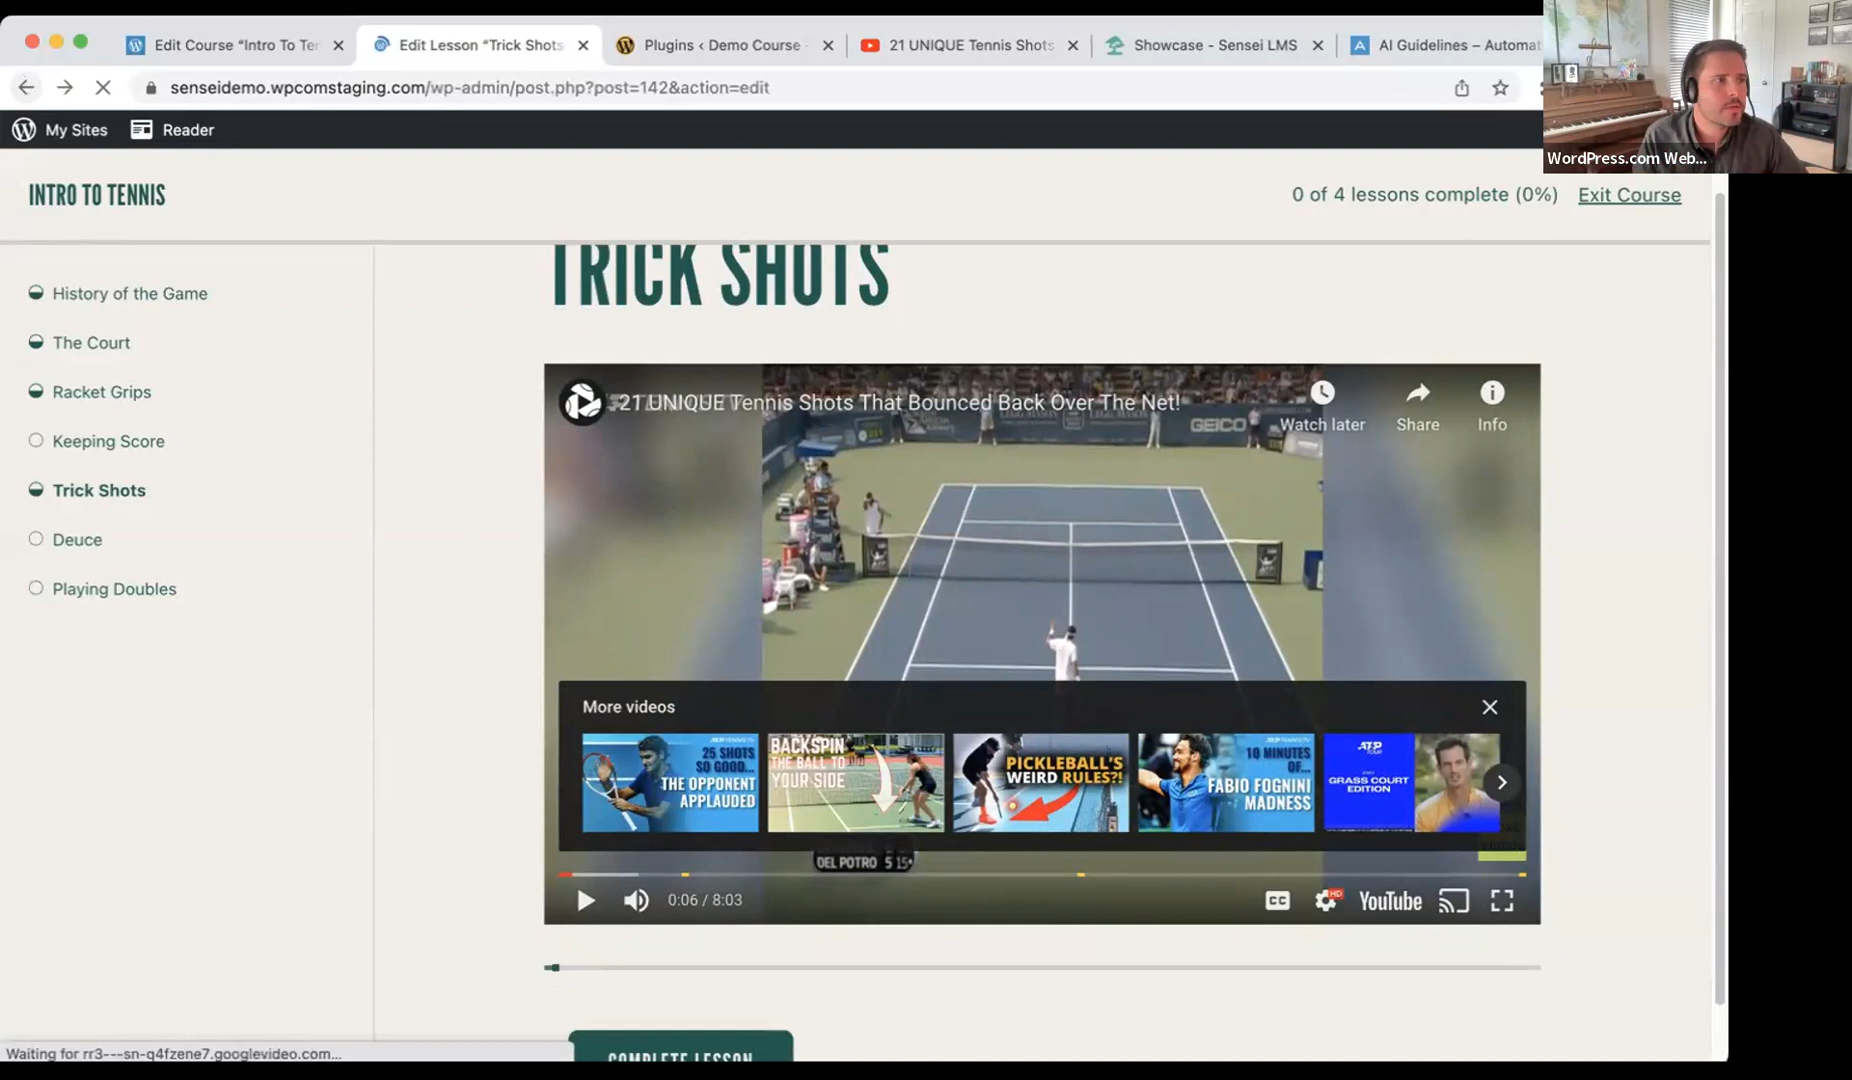 Edit Course “Intro To Ter
Edit Lesson “Trick Shots
Plugins ‹ Demo Course -
21 UNIQUE Tennis Shots
Showcase - Sensei LMS
AI Guidelines – Automat
senseidemo.wpcomstaging.com/wp-admin/post.php?post=142&action=edit
WordPress.com Web...
My Sites
Reader
INTRO TO TENNIS
0 of 4 lessons complete (0%)
Exit Course
History of the Game
The Court
Racket Grips
Keeping Score
Trick Shots
Deuce
Playing Doubles
TRICK SHOTS
21 UNIQUE Tennis Shots That Bounced Back Over The Net!
Watch later
Share
Info
GEICO
More videos
25 SHOTS
SO GOOD...
THE OPPONENT
APPLAUDED
BACKSPIN
THE BALL TO
YOUR SIDE
PICKLEBALL'S
WEIRD RULES?!
10 MINUTES
OF...
FABIO FOGNINI
MADNESS
ATP
GRASS COURT
EDITION
DEL POTRO 5 15
0:06 / 8:03
CC
HD
YouTube
COMPLETE LESSON
Waiting for rr3---sn-q4fzene7.googlevideo.com...